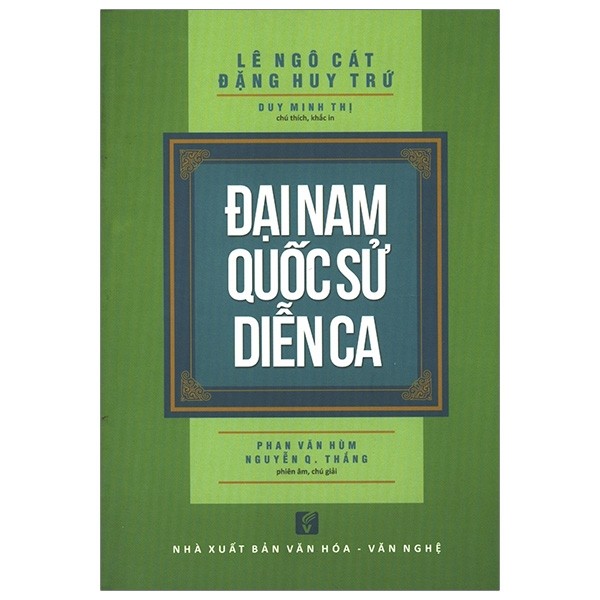 LÊ NGÔ CÁT
ĐẶNG HUY TRỨ
DUY MINH THỊ
chú thích, khắc in
ĐẠI NAM
QUỐC SỬ
DIỄN CA
PHAN VĂN HÙM
NGUYỄN Q. THẮNG
phiên âm, chú giải
NHÀ XUẤT BẢN VĂN HÓA - VĂN NGHỆ